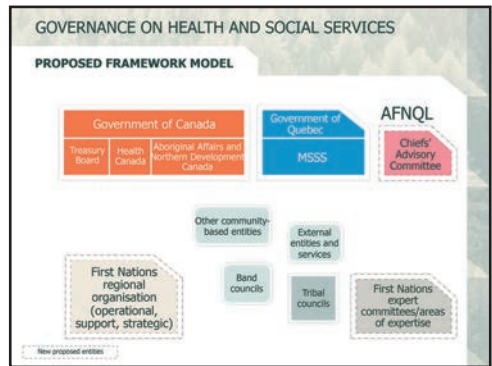 GOVERNANCE ON HEALTH AND SOCIAL SERVICES
PROPOSED FRAMEWORK MODEL
Government of Canada
Treasury
Board
Health
Canada
Aboriginal Affairs and
Northern Development
Canada
Government of
Quebec
MSSS
AFNQL
Chiefs'
Advisory
Committee
Other community-
based entities
External
entities and
services
Band
councils
Tribal
councils
First Nations
regional
organisation
(operational,
support, strategic)
First Nations
expert
committees/areas
of expertise
New proposed entities